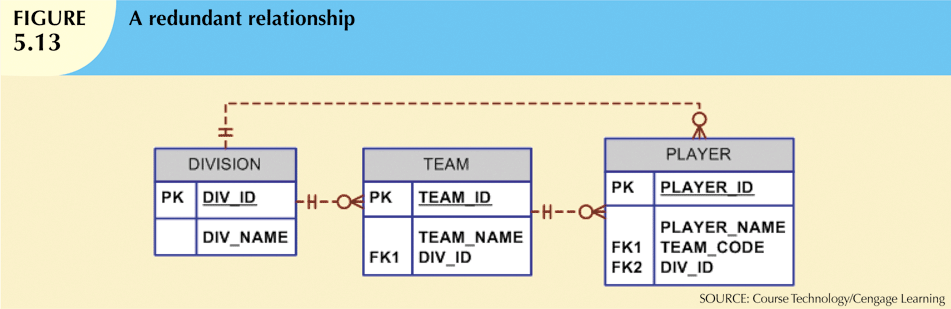 FIGURE
5.13
A redundant relationship
DIVISION
PK DIV_ID
DIV_NAME
TEAM
PK TEAM_ID
TEAM_NAME
FK1 DIV_ID
PLAYER
PK PLAYER_ID
PLAYER_NAME
FK1 TEAM_CODE
FK2 DIV_ID
SOURCE: Course Technology/Cengage Learning